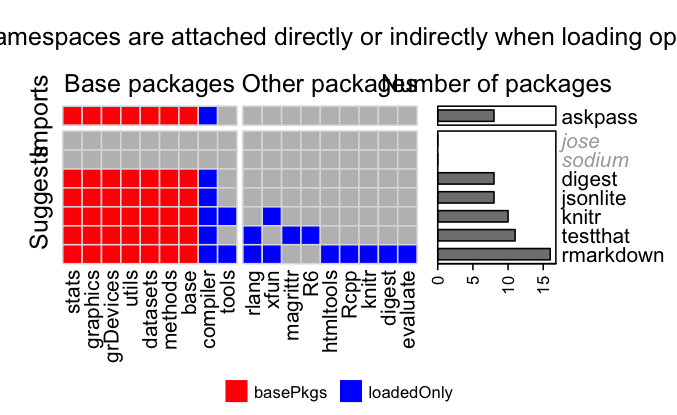 amespaces are attached directly or indirectly when loading op
Base packages
Other packages
Number of packages
Imports
Suggests
askpass
jose
sodium
digest
jsonlite
knitr
testthat
rmarkdown
stats
graphics
grDevices
utils
datasets
methods
base
compiler
tools
rlang
xfun
magrittr
R6
htmltools
Rcpp
knitr
digest
evaluate
0
5
10
15
basePkgs
loadedOnly